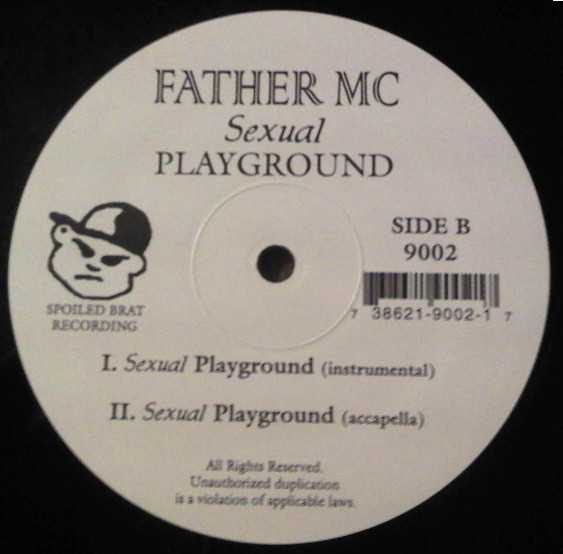 FATHER MC
Sexual
PLAYGROUND
SIDE B
9002
7 38621-9002-1 7
SPOILED BRAT
RECORDING
I. Sexual Playground (instrumental)
II. Sexual Playground (accapella)
All Rights Reserved.
Unauthorized duplication
is a violation of applicable laws.